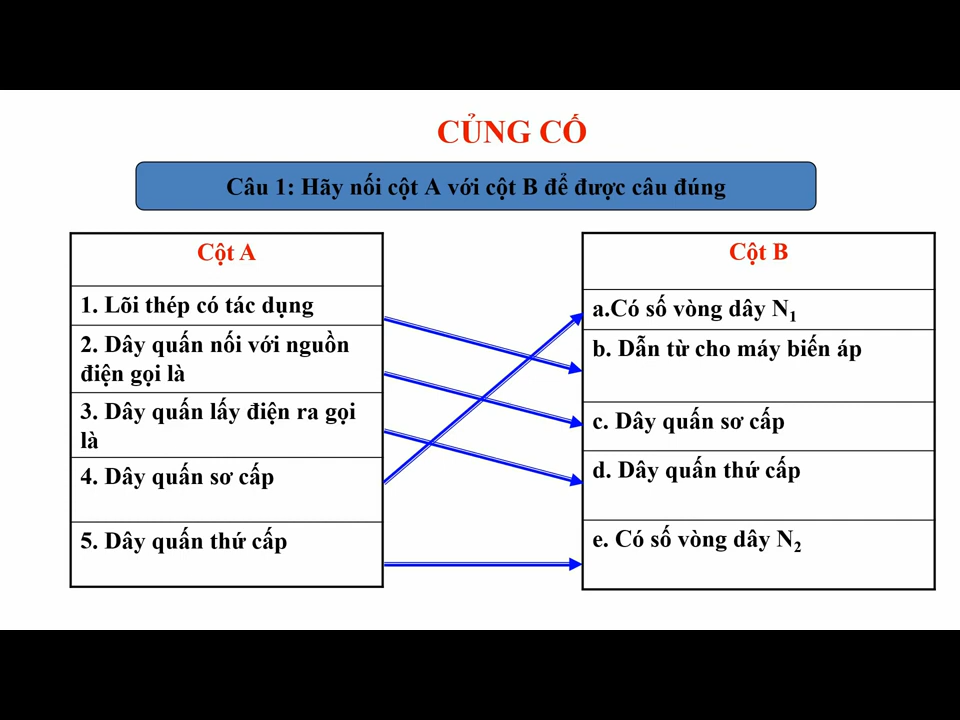 CỦNG CỐ
Câu 1: Hãy nối cột A với cột B để được câu đúng
Cột A
1. Lõi thép có tác dụng
2. Dây quấn nối với nguồn
điện gọi là
3. Dây quấn lấy điện ra gọi
là
4. Dây quấn sơ cấp
5. Dây quấn thứ cấp
Cột B
a.Có số vòng dây N₁
b. Dẫn từ cho máy biến áp
c. Dây quấn sơ cấp
d. Dây quấn thứ cấp
e. Có số vòng dây N₂